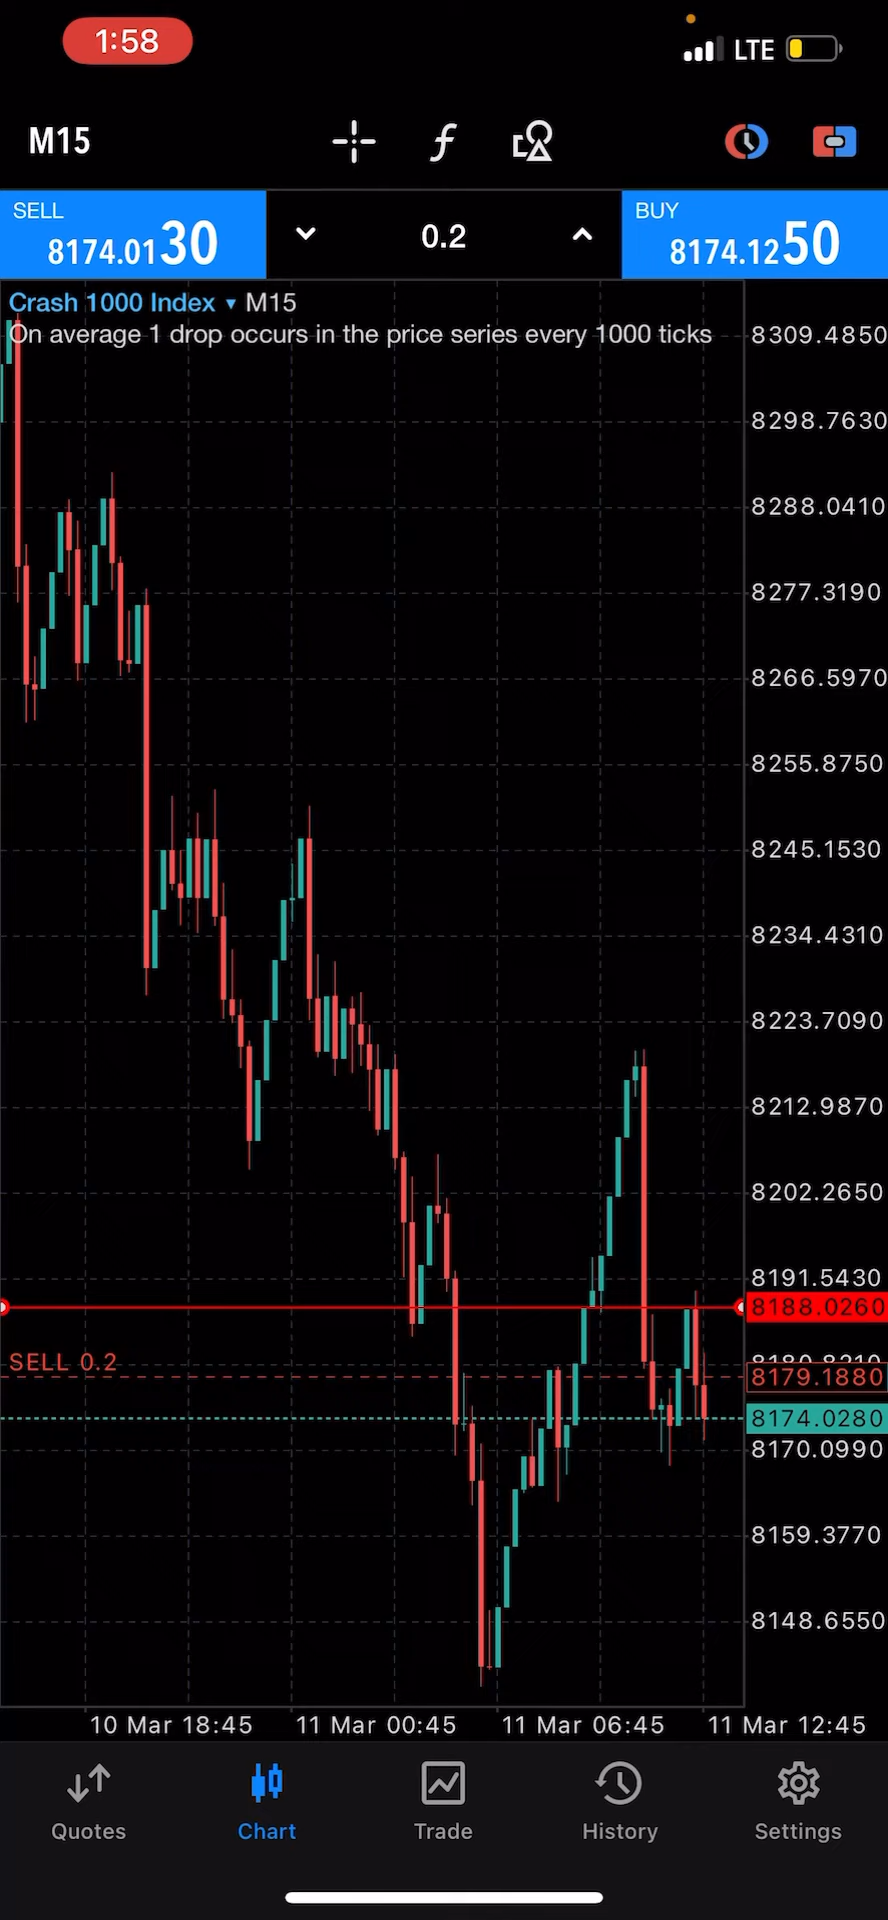 1:58
LTE
M15
SELL
8174.0130
0.2
BUY
8174.1250
Crash 1000 Index ▾ M15
On average 1 drop occurs in the price series every 1000 ticks
8309.4850
8298.7630
8288.0410
8277.3190
8266.5970
8255.8750
8245.1530
8234.4310
8223.7090
8212.9870
8202.2650
8191.5430
8188.0260
SELL 0.2
8180.8210
8179.1880
8174.0280
8170.0990
8159.3770
8148.6550
10 Mar 18:45
11 Mar 00:45
11 Mar 06:45
11 Mar 12:45
Quotes
Chart
Trade
History
Settings